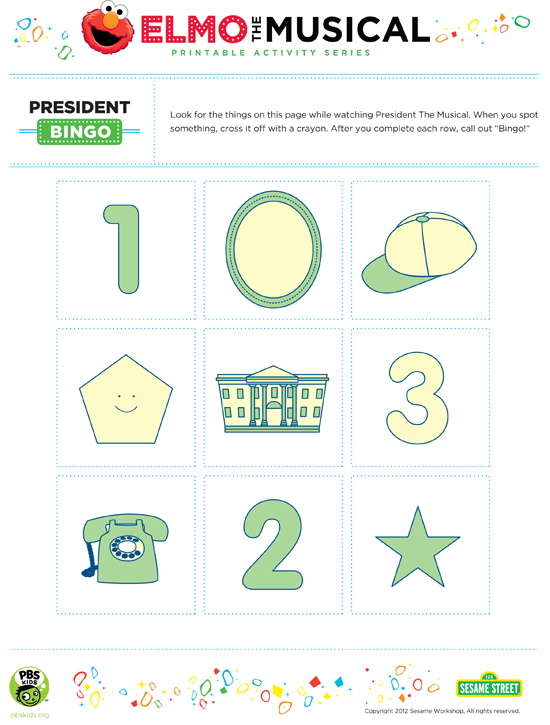 ELMO THE MUSICAL
PRINTABLE ACTIVITY SERIES
PRESIDENT
BINGO
Look for the things on this page while watching President The Musical. When you spot
something, cross it off with a crayon. After you complete each row, call out “Bingo!”
1
3
2
PBS
KIDS
pbskids.org
123
SESAME STREET
Copyright 2012 Sesame Workshop, All rights reserved.